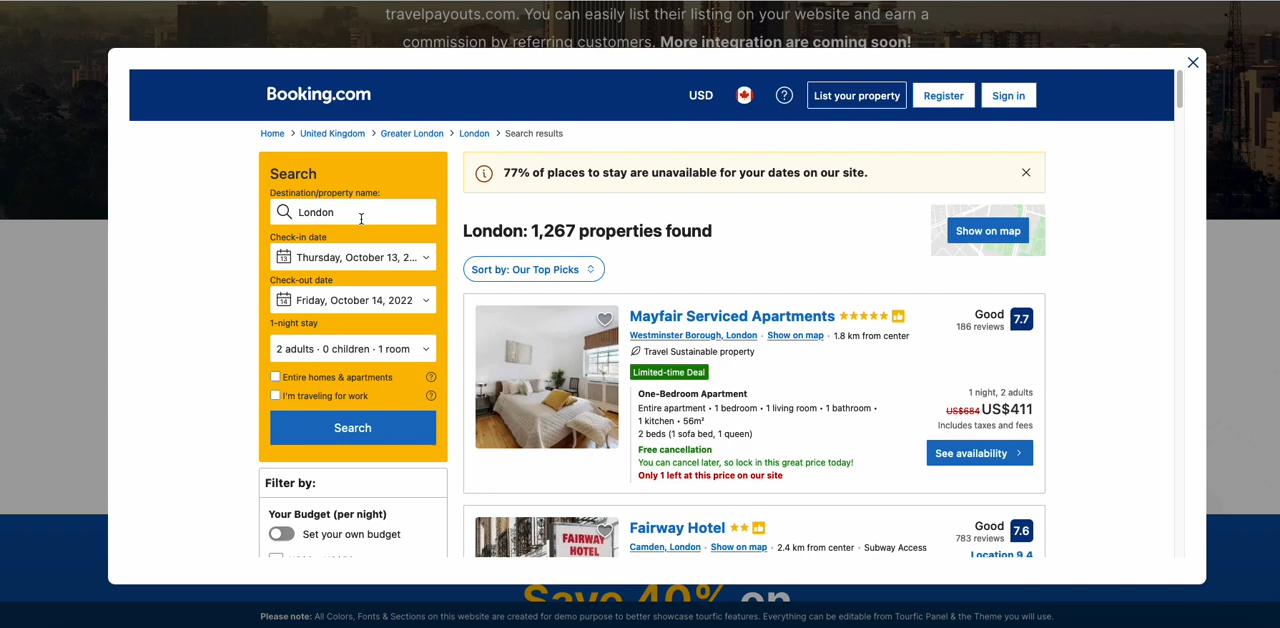 travelpayouts.com. You can easily list their listing on your website and earn a
commission by referring customers. More integration are coming soon!
Booking.com
USD
List your property
Register
Sign in
Home > United Kingdom > Greater London > London > Search results
Search
Destination/property name:
London
Check-in date
13
Thursday, October 13, 2...
Check-out date
14
Friday, October 14, 2022
1-night stay
2 adults · 0 children · 1 room
Entire homes & apartments
I'm traveling for work
Search
Filter by:
Your Budget (per night)
Set your own budget
77% of places to stay are unavailable for your dates on our site.
London: 1,267 properties found
Show on map
Sort by: Our Top Picks
Mayfair Serviced Apartments
Westminster Borough, London · Show on map · 1.8 km from center
Travel Sustainable property
Limited-time Deal
One-Bedroom Apartment
Entire apartment • 1 bedroom • 1 living room • 1 bathroom •
1 kitchen • 56m²
2 beds (1 sofa bed, 1 queen)
Free cancellation
You can cancel later, so lock in this great price today!
Only 1 left at this price on our site
Good
186 reviews
7.7
1 night, 2 adults
US$684 US$411
Includes taxes and fees
See availability
FAIRWAY
HOTEL
Fairway Hotel
Camden, London · Show on map · 2.4 km from center · Subway Access
Good
783 reviews
7.6
Location 9.4
Save 40% on
Please note: All Colors, Fonts & Sections on this website are created for demo purpose to better showcase tourfic features. Everything can be editable from Tourfic Panel & the Theme you will use.